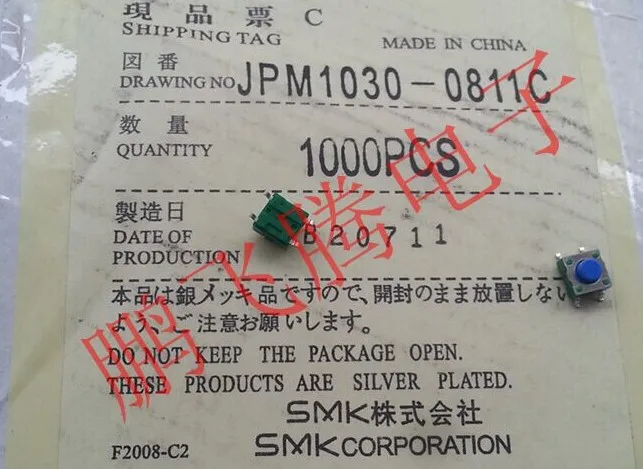 現品票 C
SHIPPING TAG
MADE IN CHINA
図番
DRAWING NO JPM1030-0811C
数量
QUANTITY 1000PCS
製造日
DATE OF
PRODUCTION
B20711
本品は銀メッキ品ですので、開封のまま放置しない
よう、ご注意お願いします。
DO NOT KEEP THE PACKAGE OPEN.
THESE PRODUCTS ARE SILVER PLATED.
SMK株式会社
F2008-C2
SMK CORPORATION
鹏飞腾电子